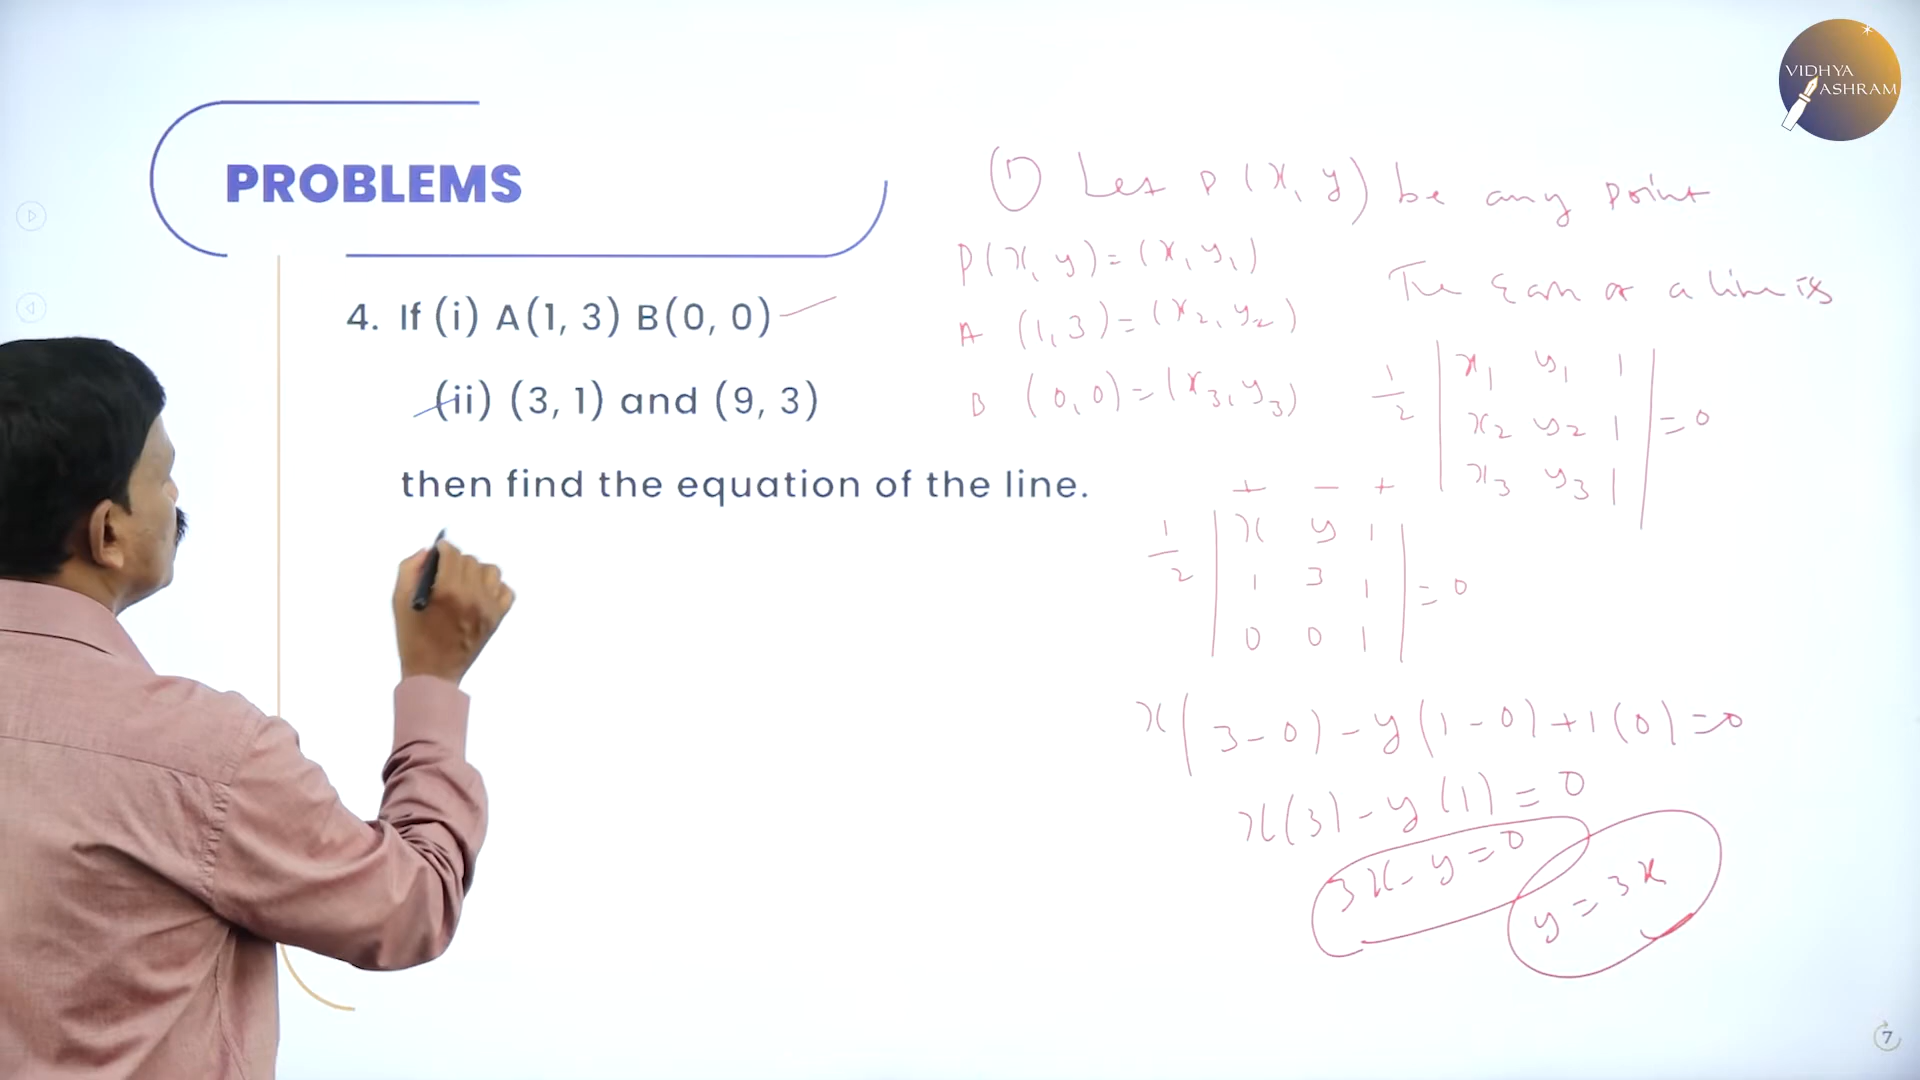 VIDHYA
ASHRAM
PROBLEMS
4. If (i) A(1, 3) B(0, 0)
(ii) (3, 1) and (9, 3)
then find the equation of the line.
① Let P (x, y) be any point
P(x, y) = (x, y₁)
A (1, 3) = (x₂, y₂)
B (0, 0) = (x₃, y₃)
The Eqn of a line is
1/2 | x₁ y₁ 1 |
| x₂ y₂ 1 | = 0
| x₃ y₃ 1 |
+ − +
1/2 | x y 1 |
| 1 3 1 | = 0
| 0 0 1 |
x(3-0) - y(1-0) + 1(0) = 0
x(3) - y(1) = 0
3x - y = 0
y = 3x
7